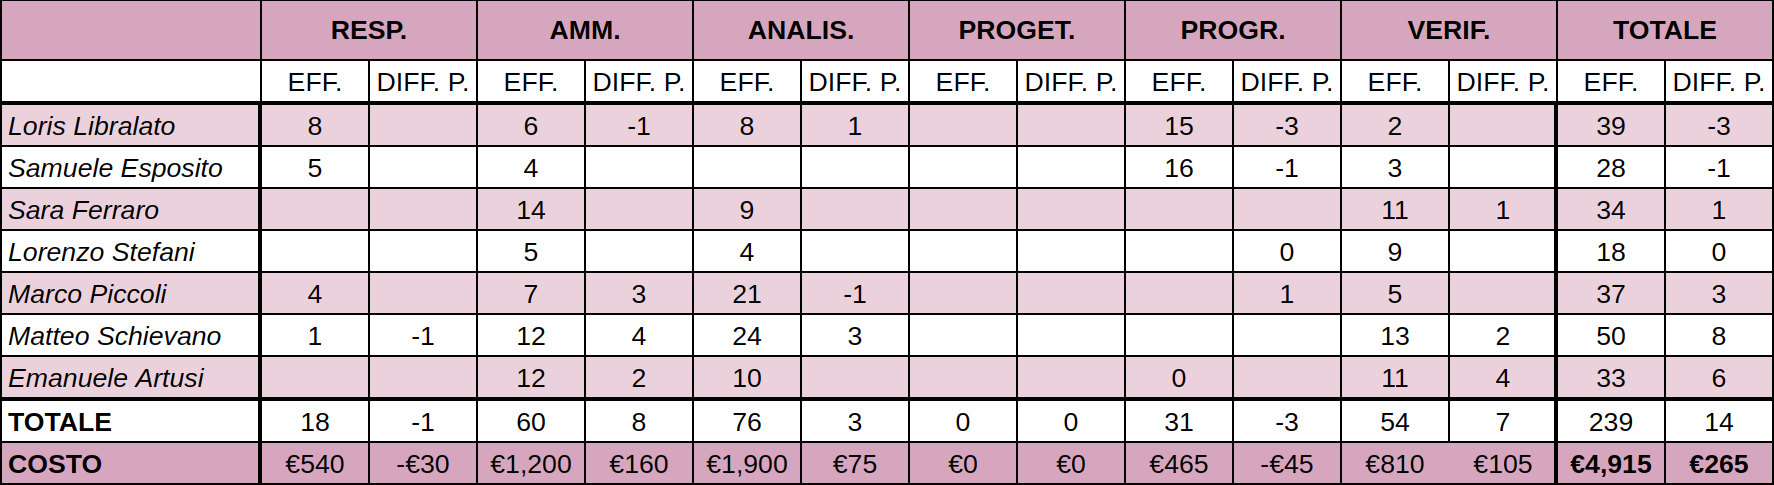 RESP. AMM. ANALIS. PROGET. PROGR. VERIF. TOTALE
EFF. DIFF. P. EFF. DIFF. P. EFF. DIFF. P. EFF. DIFF. P. EFF. DIFF. P. EFF. DIFF. P. EFF. DIFF. P.
Loris Libralato 8 6 -1 8 1 15 -3 2 39 -3
Samuele Esposito 5 4 16 -1 3 28 -1
Sara Ferraro 14 9 11 1 34 1
Lorenzo Stefani 5 4 0 9 18 0
Marco Piccoli 4 7 3 21 -1 1 5 37 3
Matteo Schievano 1 -1 12 4 24 3 13 2 50 8
Emanuele Artusi 12 2 10 0 11 4 33 6
TOTALE 18 -1 60 8 76 3 0 0 31 -3 54 7 239 14
COSTO €540 -€30 €1,200 €160 €1,900 €75 €0 €0 €465 -€45 €810 €105 €4,915 €265